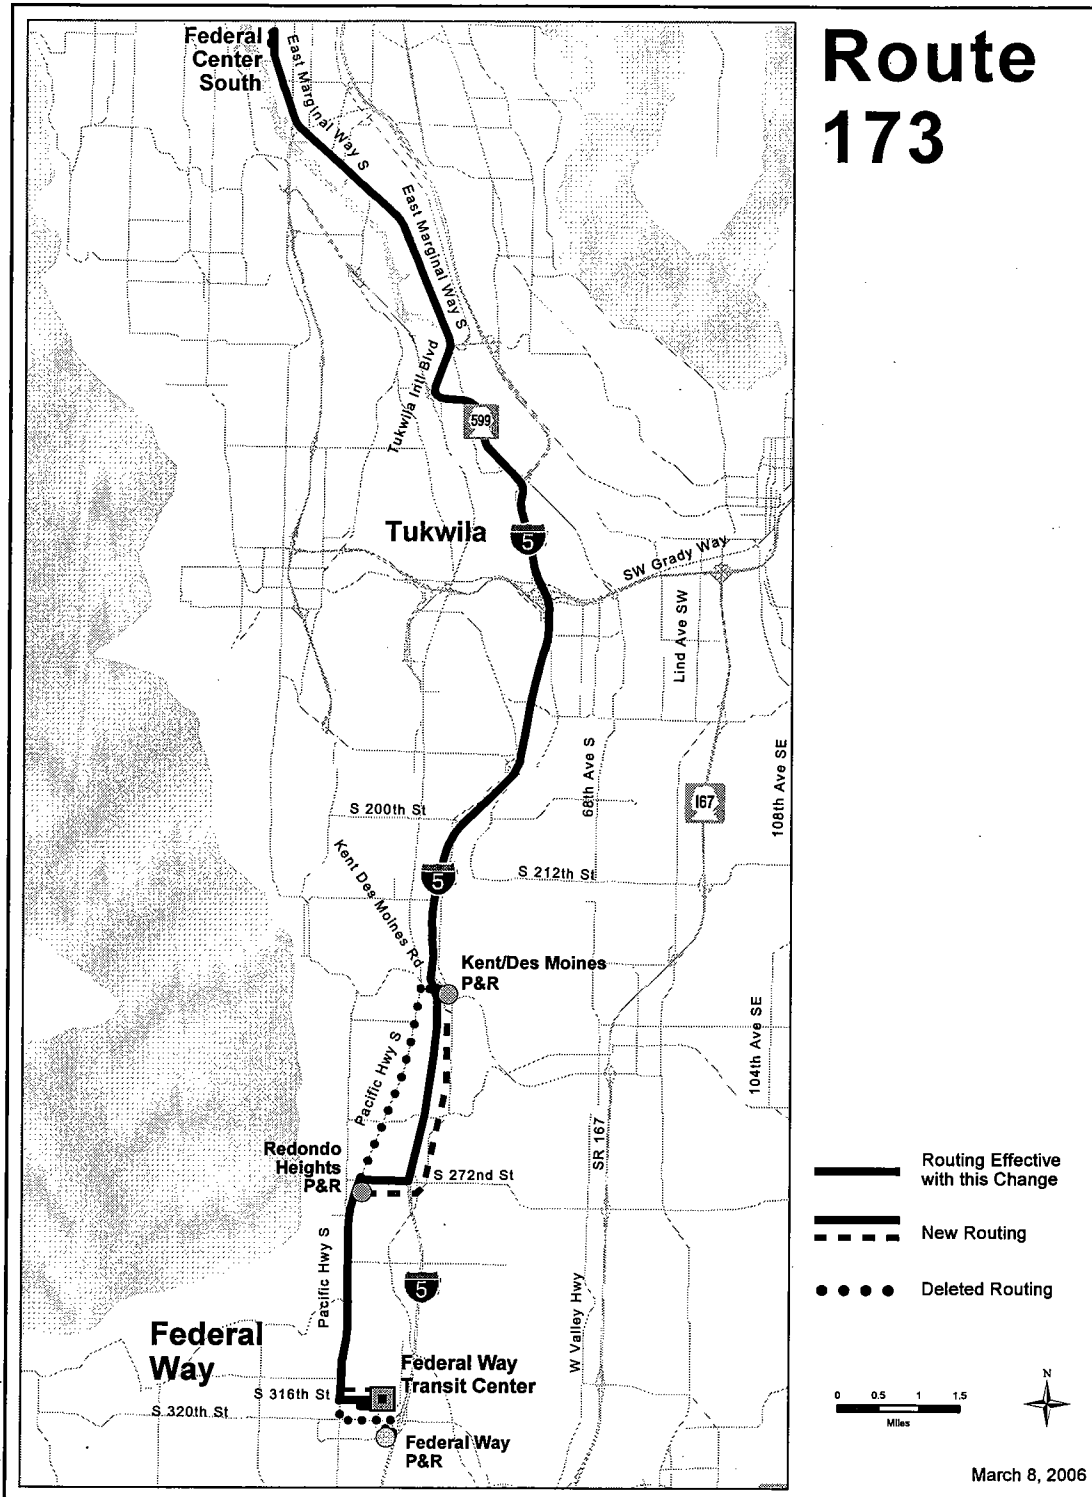 Route
173
Federal
Center
South
East Marginal Way S
East Marginal Way S
Tukwila Intl Blvd
599
Tukwila
5
SW Grady Way
Lind Ave SW
68th Ave S
S 200th St
167
108th Ave SE
5
S 212th St
Kent Des Moines Rd
Kent/Des Moines
P&R
Pacific Hwy S
104th Ave SE
SR 167
Redondo
Heights
P&R
S 272nd St
Pacific Hwy S
5
W Valley Hwy
Federal
Way
Federal Way
Transit Center
S 316th St
S 320th St
Federal Way
P&R
Routing Effective
with this Change
New Routing
Deleted Routing
N
0 0.5 1 1.5
Miles
March 8, 2006